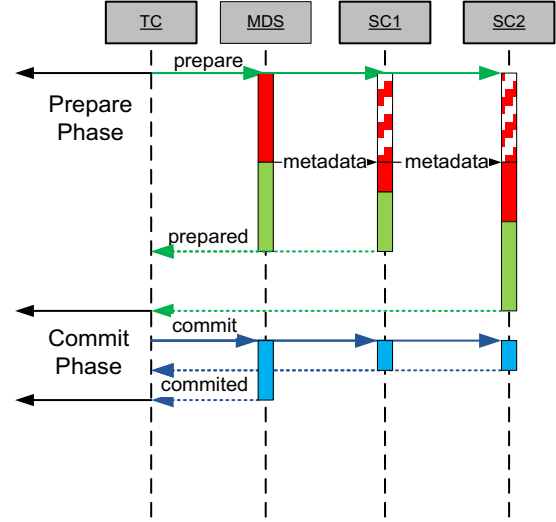 TC
MDS
SC1
SC2
prepare
Prepare
Phase
metadata
metadata
prepared
commit
Commit
Phase
commited